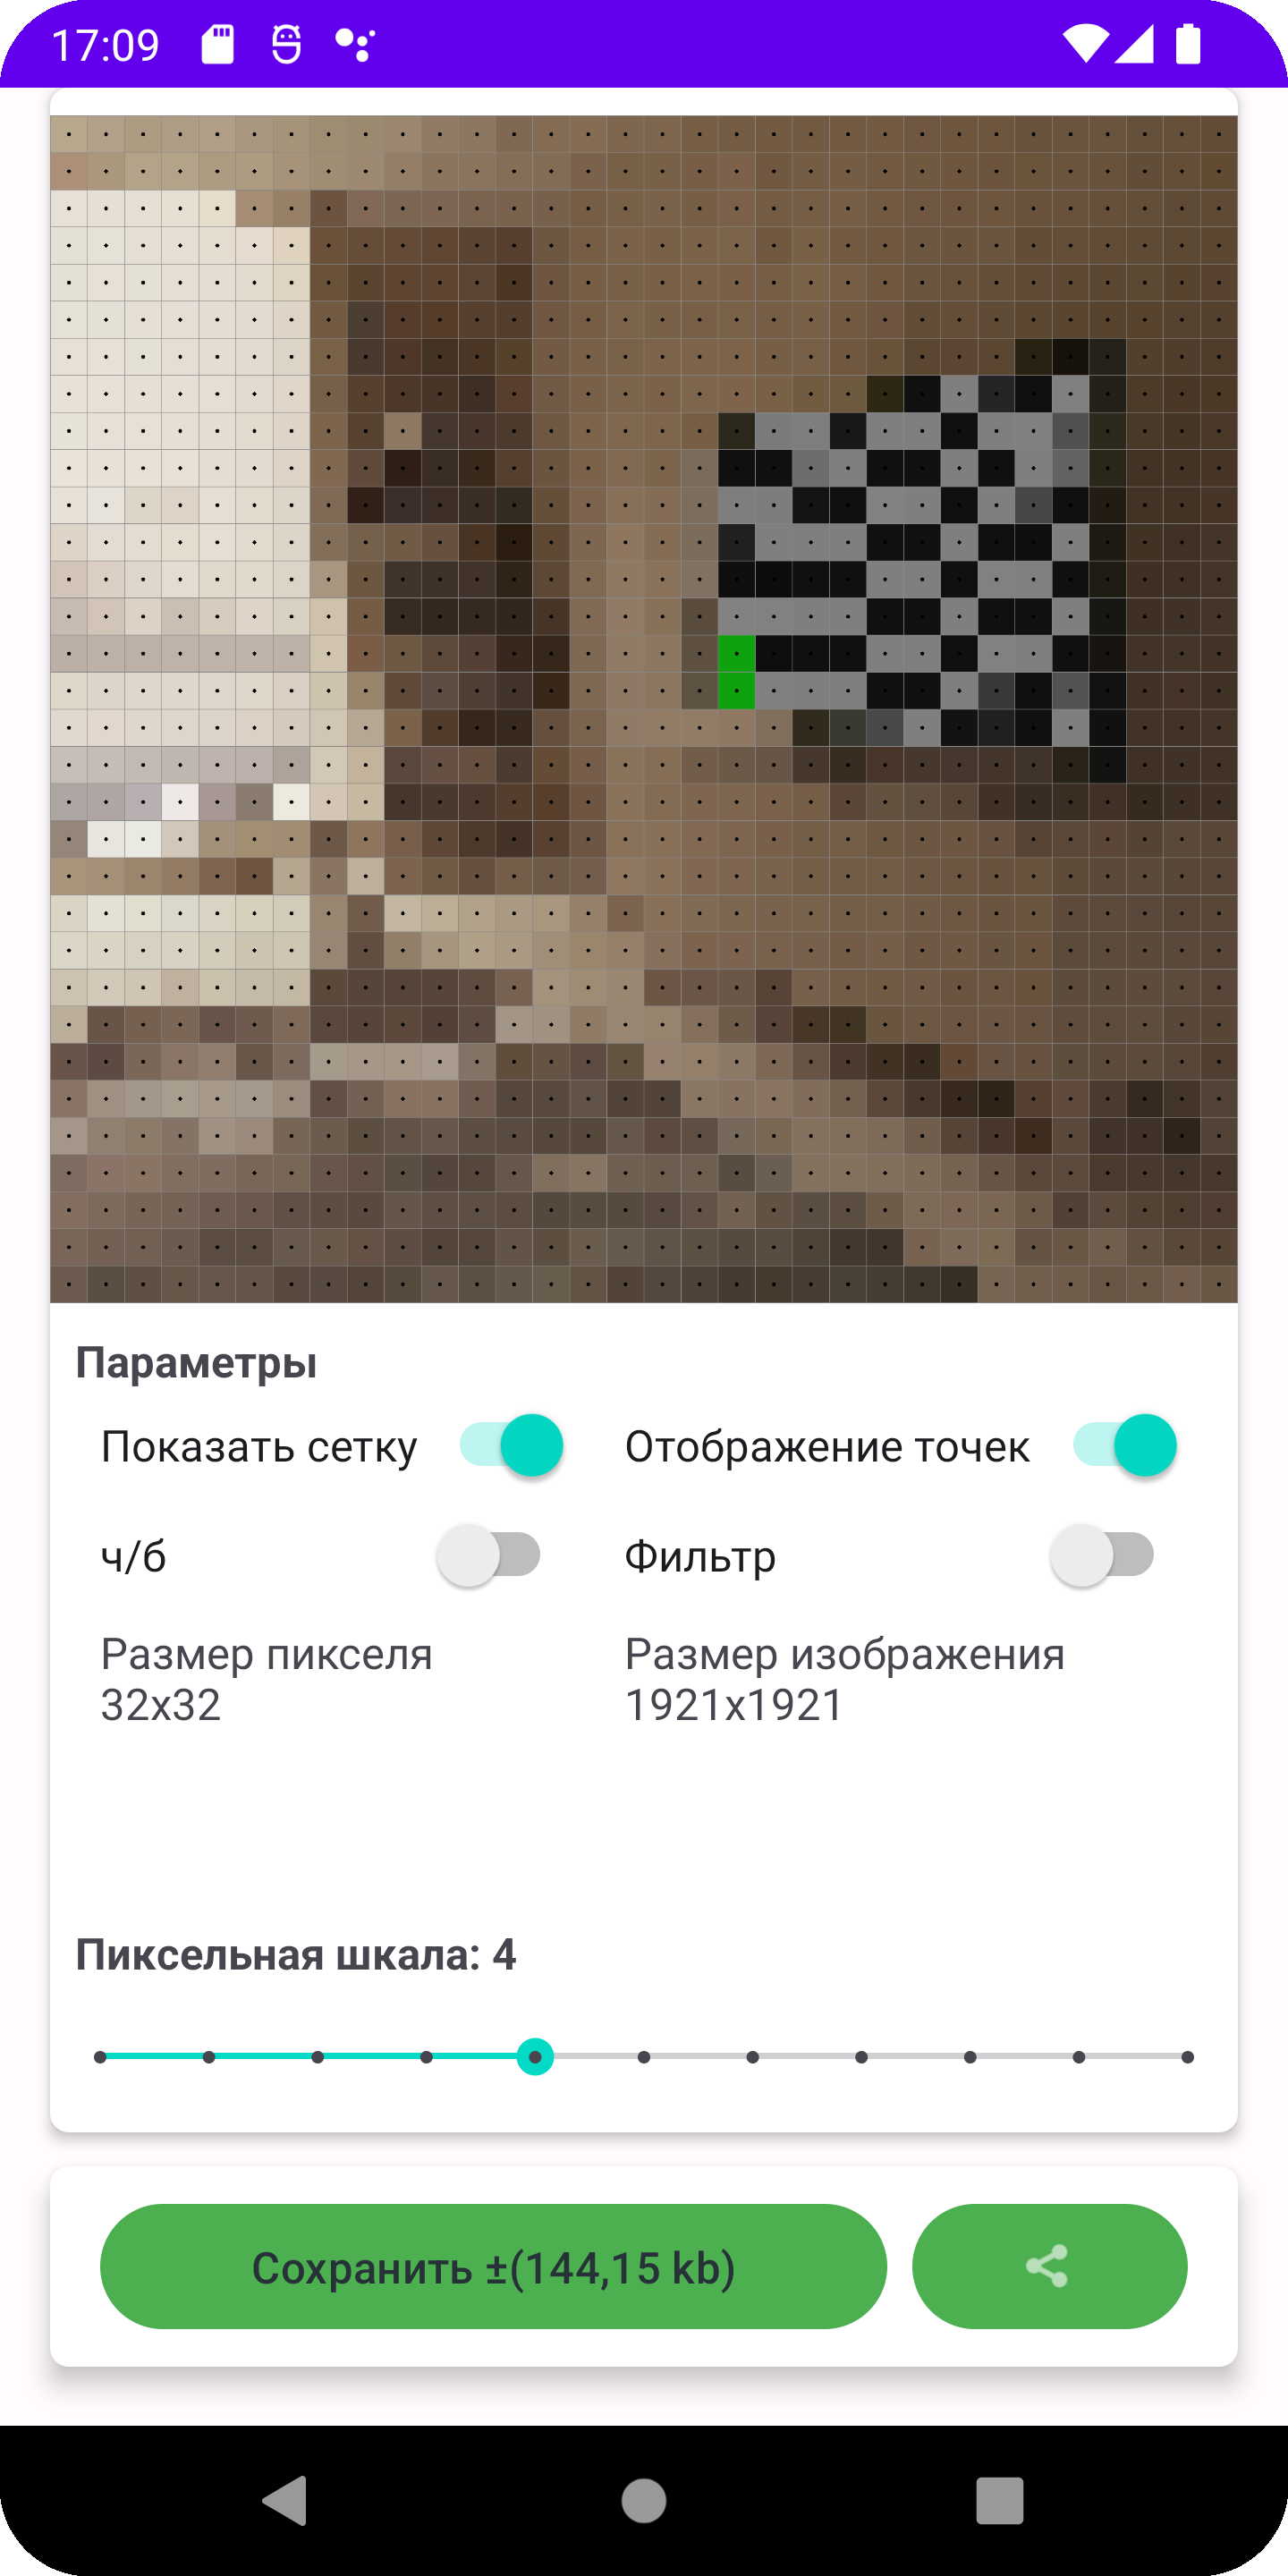 17:09
Параметры
Показать сетку
Отображение точек
ч/б
Фильтр
Размер пикселя
32x32
Размер изображения
1921x1921
Пиксельная шкала: 4
Сохранить ±(144,15 kb)